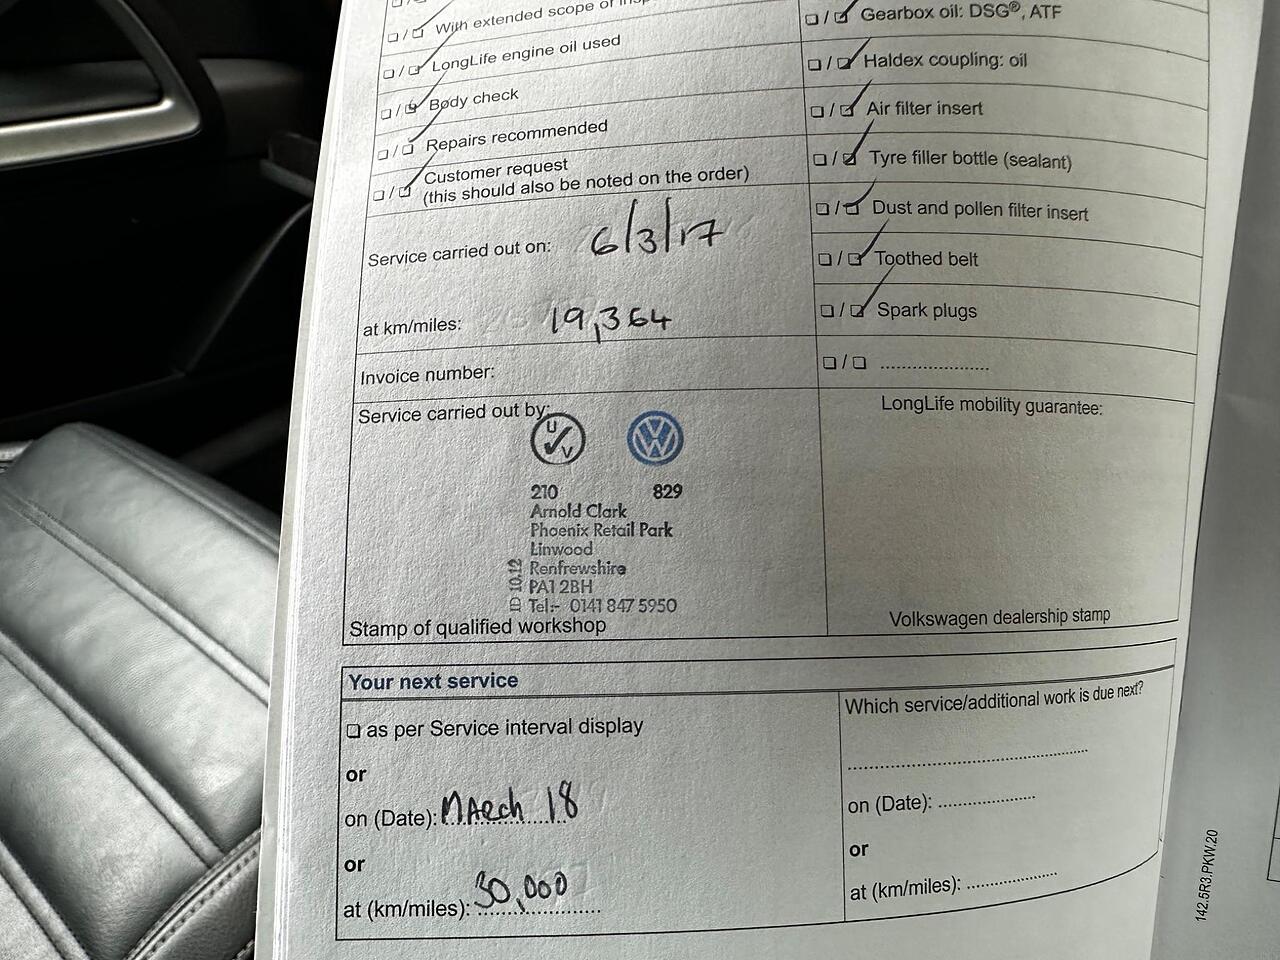 ❏ / ❏ With extended scope of
❏ / ❏ LongLife engine oil used
❏ / ❏ Body check
❏ / ❏ Repairs recommended
❏ / ❏ Customer request
(this should also be noted on the order)
Service carried out on: 6/3/17
at km/miles: 19,364
Invoice number:
Service carried out by:
U V
VW
210 829
Arnold Clark
Phoenix Retail Park
Linwood
Renfrewshire
PA1 2BH
Tel:- 0141 847 5950
D 10.12
Stamp of qualified workshop
❏ / ❏ Gearbox oil: DSG®, ATF
❏ / ❏ Haldex coupling: oil
❏ / ❏ Air filter insert
❏ / ❏ Tyre filler bottle (sealant)
❏ / ❏ Dust and pollen filter insert
❏ / ❏ Toothed belt
❏ / ❏ Spark plugs
❏ / ❏ ....................
LongLife mobility guarantee:
Volkswagen dealership stamp
Your next service
❏ as per Service interval display
or
on (Date): March 18
or
at (km/miles): 30,000
Which service/additional work is due next?
............................................
on (Date): ..................
or
at (km/miles): .................
142.5R3.PKW.20